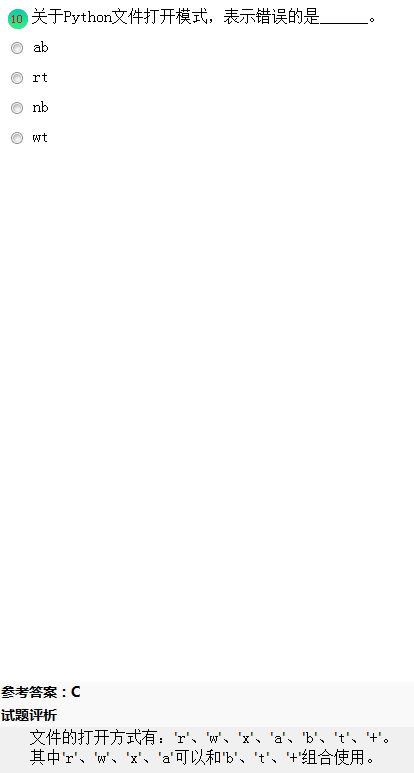 10 关于Python文件打开模式，表示错误的是______。
ab
rt
nb
wt
参考答案：C
试题评析
文件的打开方式有：'r'、'w'、'x'、'a'、'b'、't'、'+'。
其中'r'、'w'、'x'、'a'可以和'b'、't'、'+'组合使用。